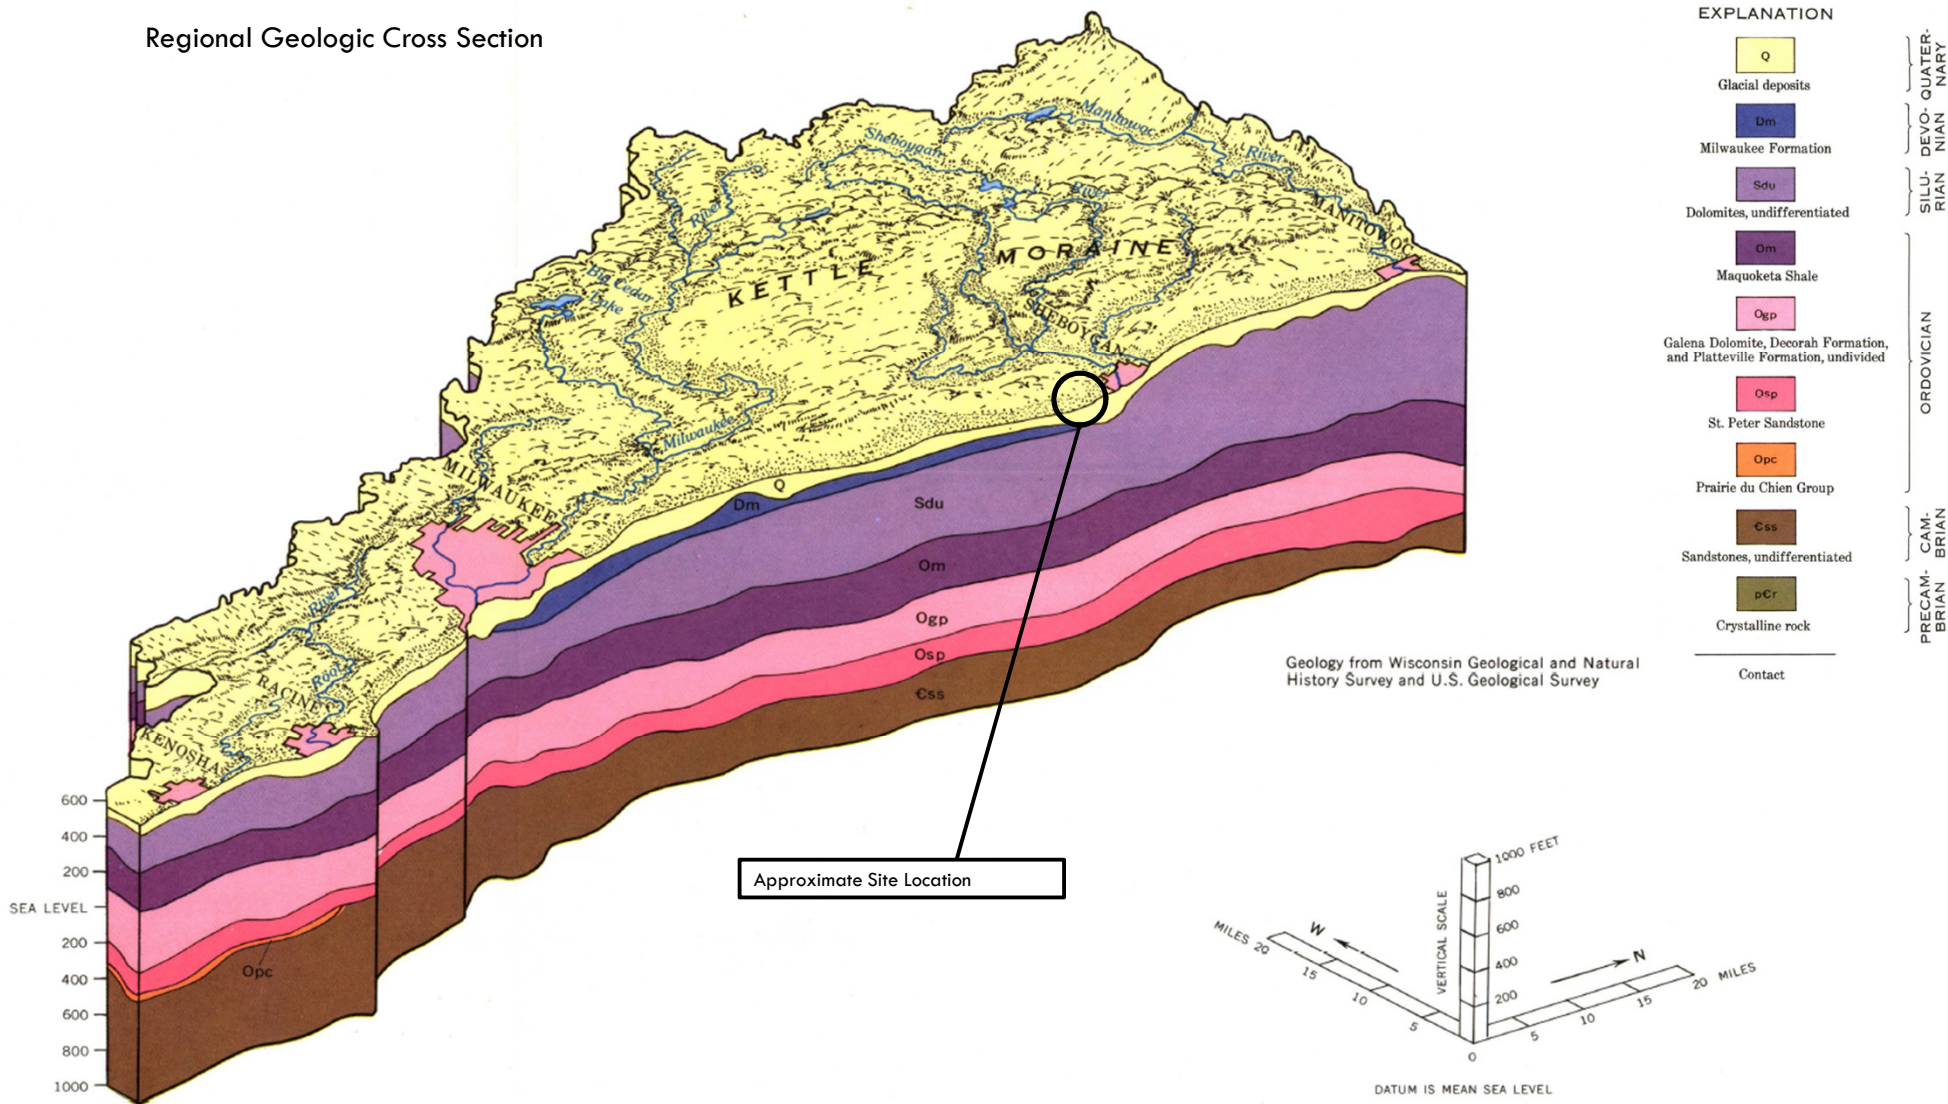 Regional Geologic Cross Section
EXPLANATION
Q
Glacial deposits
QUATER-
NARY
Dm
Milwaukee Formation
DEVO-
NIAN
Sdu
Dolomites, undifferentiated
SILU-
RIAN
Om
Maquoketa Shale
Ogp
Galena Dolomite, Decorah Formation,
and Platteville Formation, undivided
Osp
St. Peter Sandstone
Opc
Prairie du Chien Group
ORDOVICIAN
Єss
Sandstones, undifferentiated
CAM-
BRIAN
pЄr
Crystalline rock
PRECAM-
BRIAN
Contact
Geology from Wisconsin Geological and Natural
History Survey and U.S. Geological Survey
Manitowoc
River
Sheboygan
River
MANITOWOC
River
KETTLE MORAINE
Big Cedar
Lake
SHEBOYGAN
Milwaukee
MILWAUKEE
Q
Dm
Sdu
Om
Ogp
Osp
Єss
River
Root
RACINE
KENOSHA
Opc
600
400
200
SEA LEVEL
200
400
600
800
1000
Approximate Site Location
1000 FEET
800
600
400
200
VERTICAL SCALE
W
MILES 20
15
10
5
0
5
10
15
20 MILES
N
DATUM IS MEAN SEA LEVEL